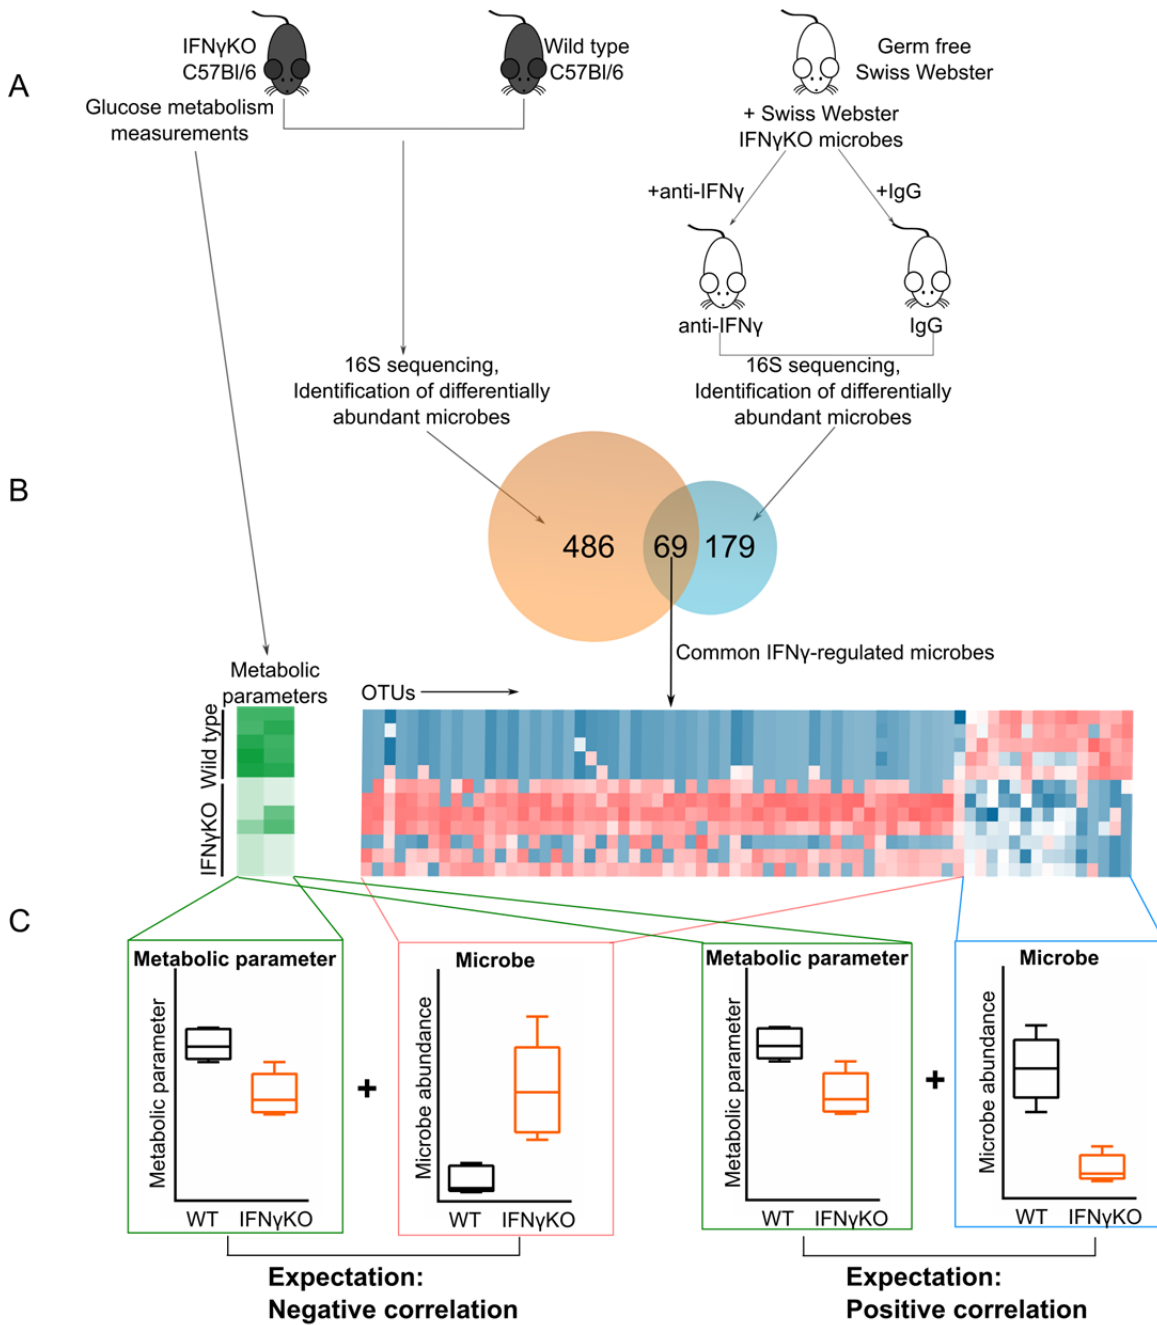 A
IFNγKO
C57Bl/6
Wild type
C57Bl/6
Germ free
Swiss Webster
Glucose metabolism
measurements
+ Swiss Webster
IFNγKO microbes
+anti-IFNγ
+IgG
anti-IFNγ
IgG
16S sequencing,
Identification of differentially
abundant microbes
16S sequencing,
Identification of differentially
abundant microbes
B
486
69
179
Common IFNγ-regulated microbes
Metabolic
parameters
OTUs
Wild type
IFNγKO
C
Metabolic parameter
Metabolic parameter
WT IFNγKO
+
Microbe
Microbe abundance
WT IFNγKO
Metabolic parameter
Metabolic parameter
WT IFNγKO
+
Microbe
Microbe abundance
WT IFNγKO
Expectation:
Negative correlation
Expectation:
Positive correlation